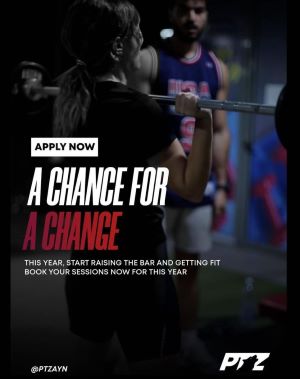 USA
APPLY NOW
A CHANCE FOR
A CHANGE
THIS YEAR, START RAISING THE BAR AND GETTING FIT
BOOK YOUR SESSIONS NOW FOR THIS YEAR
@PTZAYN
PTZ